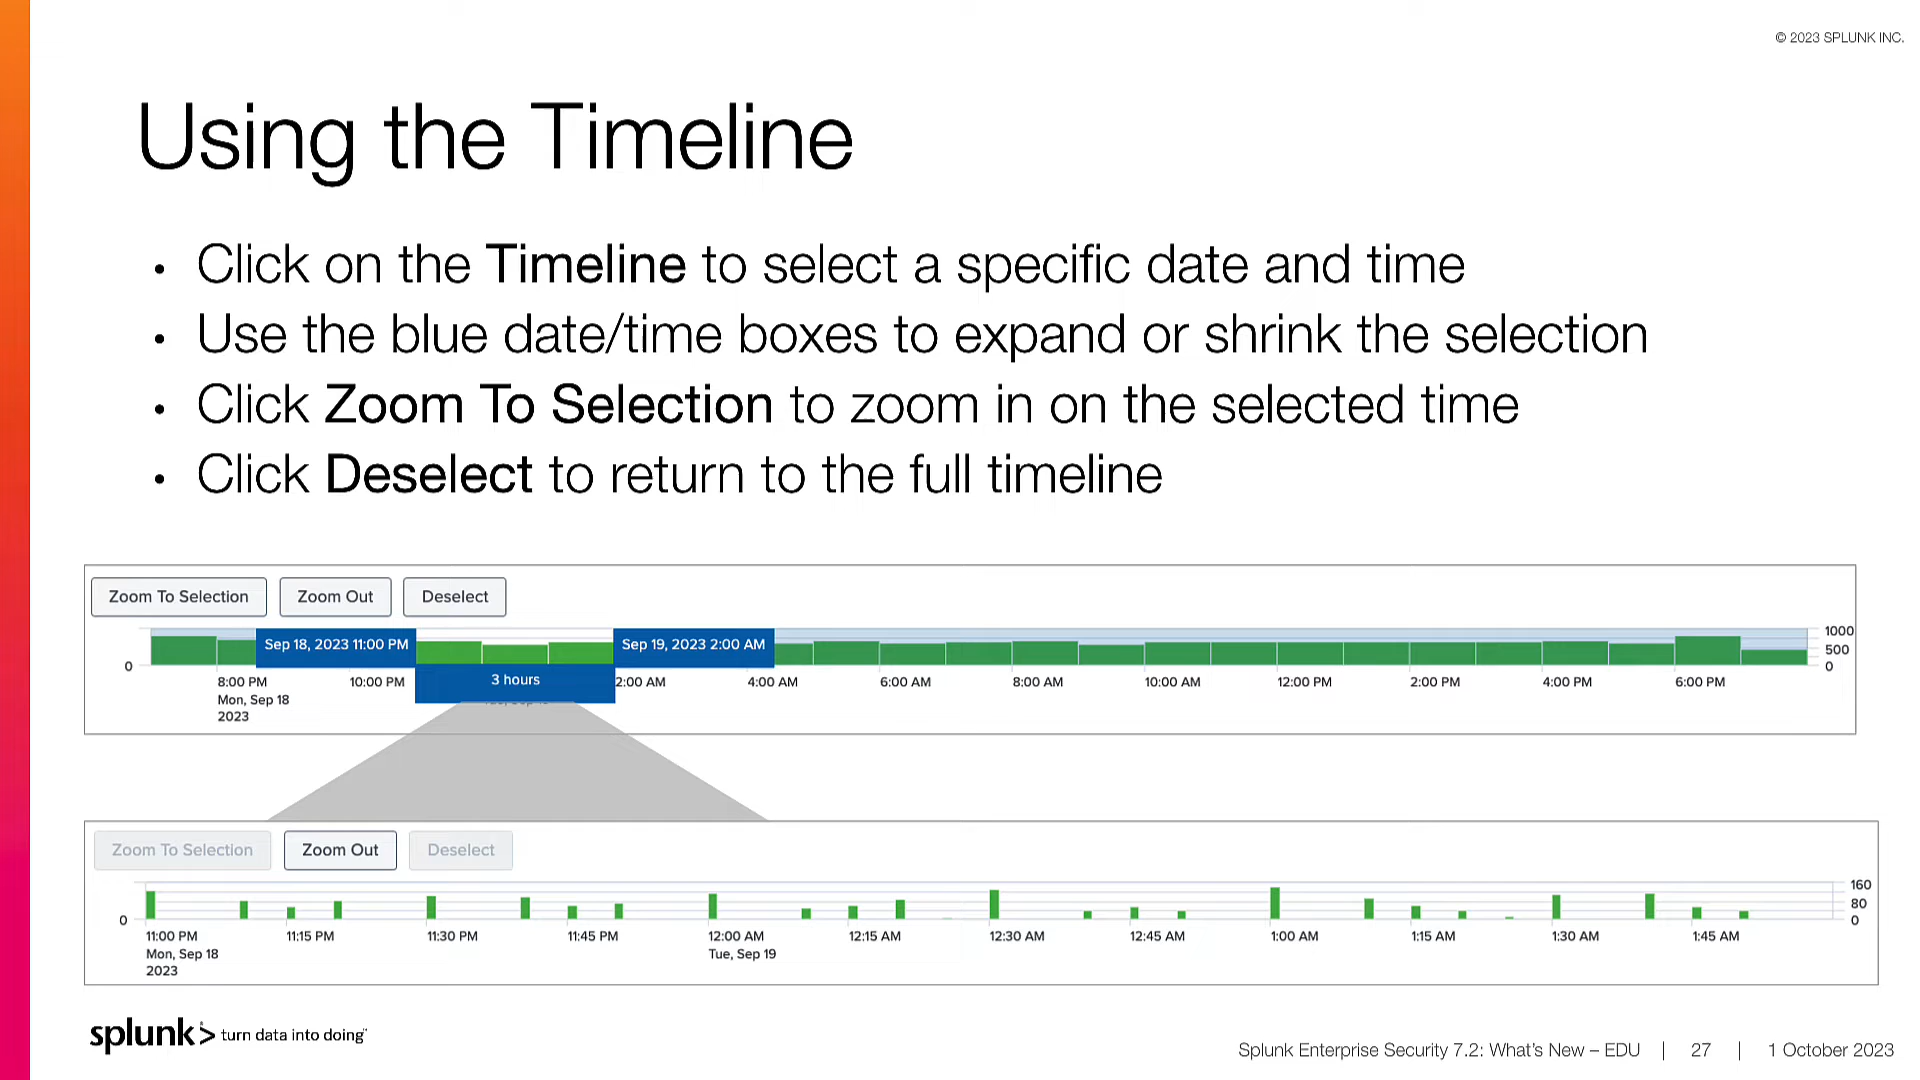 © 2023 SPLUNK INC.
Using the Timeline
• Click on the Timeline to select a specific date and time
• Use the blue date/time boxes to expand or shrink the selection
• Click Zoom To Selection to zoom in on the selected time
• Click Deselect to return to the full timeline
Zoom To Selection Zoom Out Deselect
Sep 18, 2023 11:00 PM Sep 19, 2023 2:00 AM
1000
500
0 0
3 hours
8:00 PM 10:00 PM 2:00 AM 4:00 AM 6:00 AM 8:00 AM 10:00 AM 12:00 PM 2:00 PM 4:00 PM 6:00 PM
Mon, Sep 18
2023
Zoom To Selection Zoom Out Deselect
160
80
0 0
11:00 PM 11:15 PM 11:30 PM 11:45 PM 12:00 AM 12:15 AM 12:30 AM 12:45 AM 1:00 AM 1:15 AM 1:30 AM 1:45 AM
Mon, Sep 18 Tue, Sep 19
2023
splunk> turn data into doing™
Splunk Enterprise Security 7.2: What's New – EDU | 27 | 1 October 2023